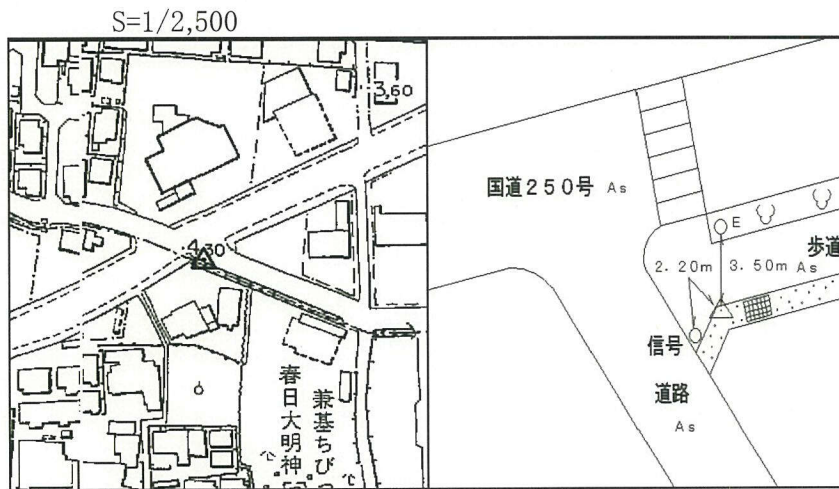 S=1/2,500
3,60
4,30
春日大明神
兼基ちび
国道250号 As
E
歩道
2.20m
3.50m As
信号
道路
As